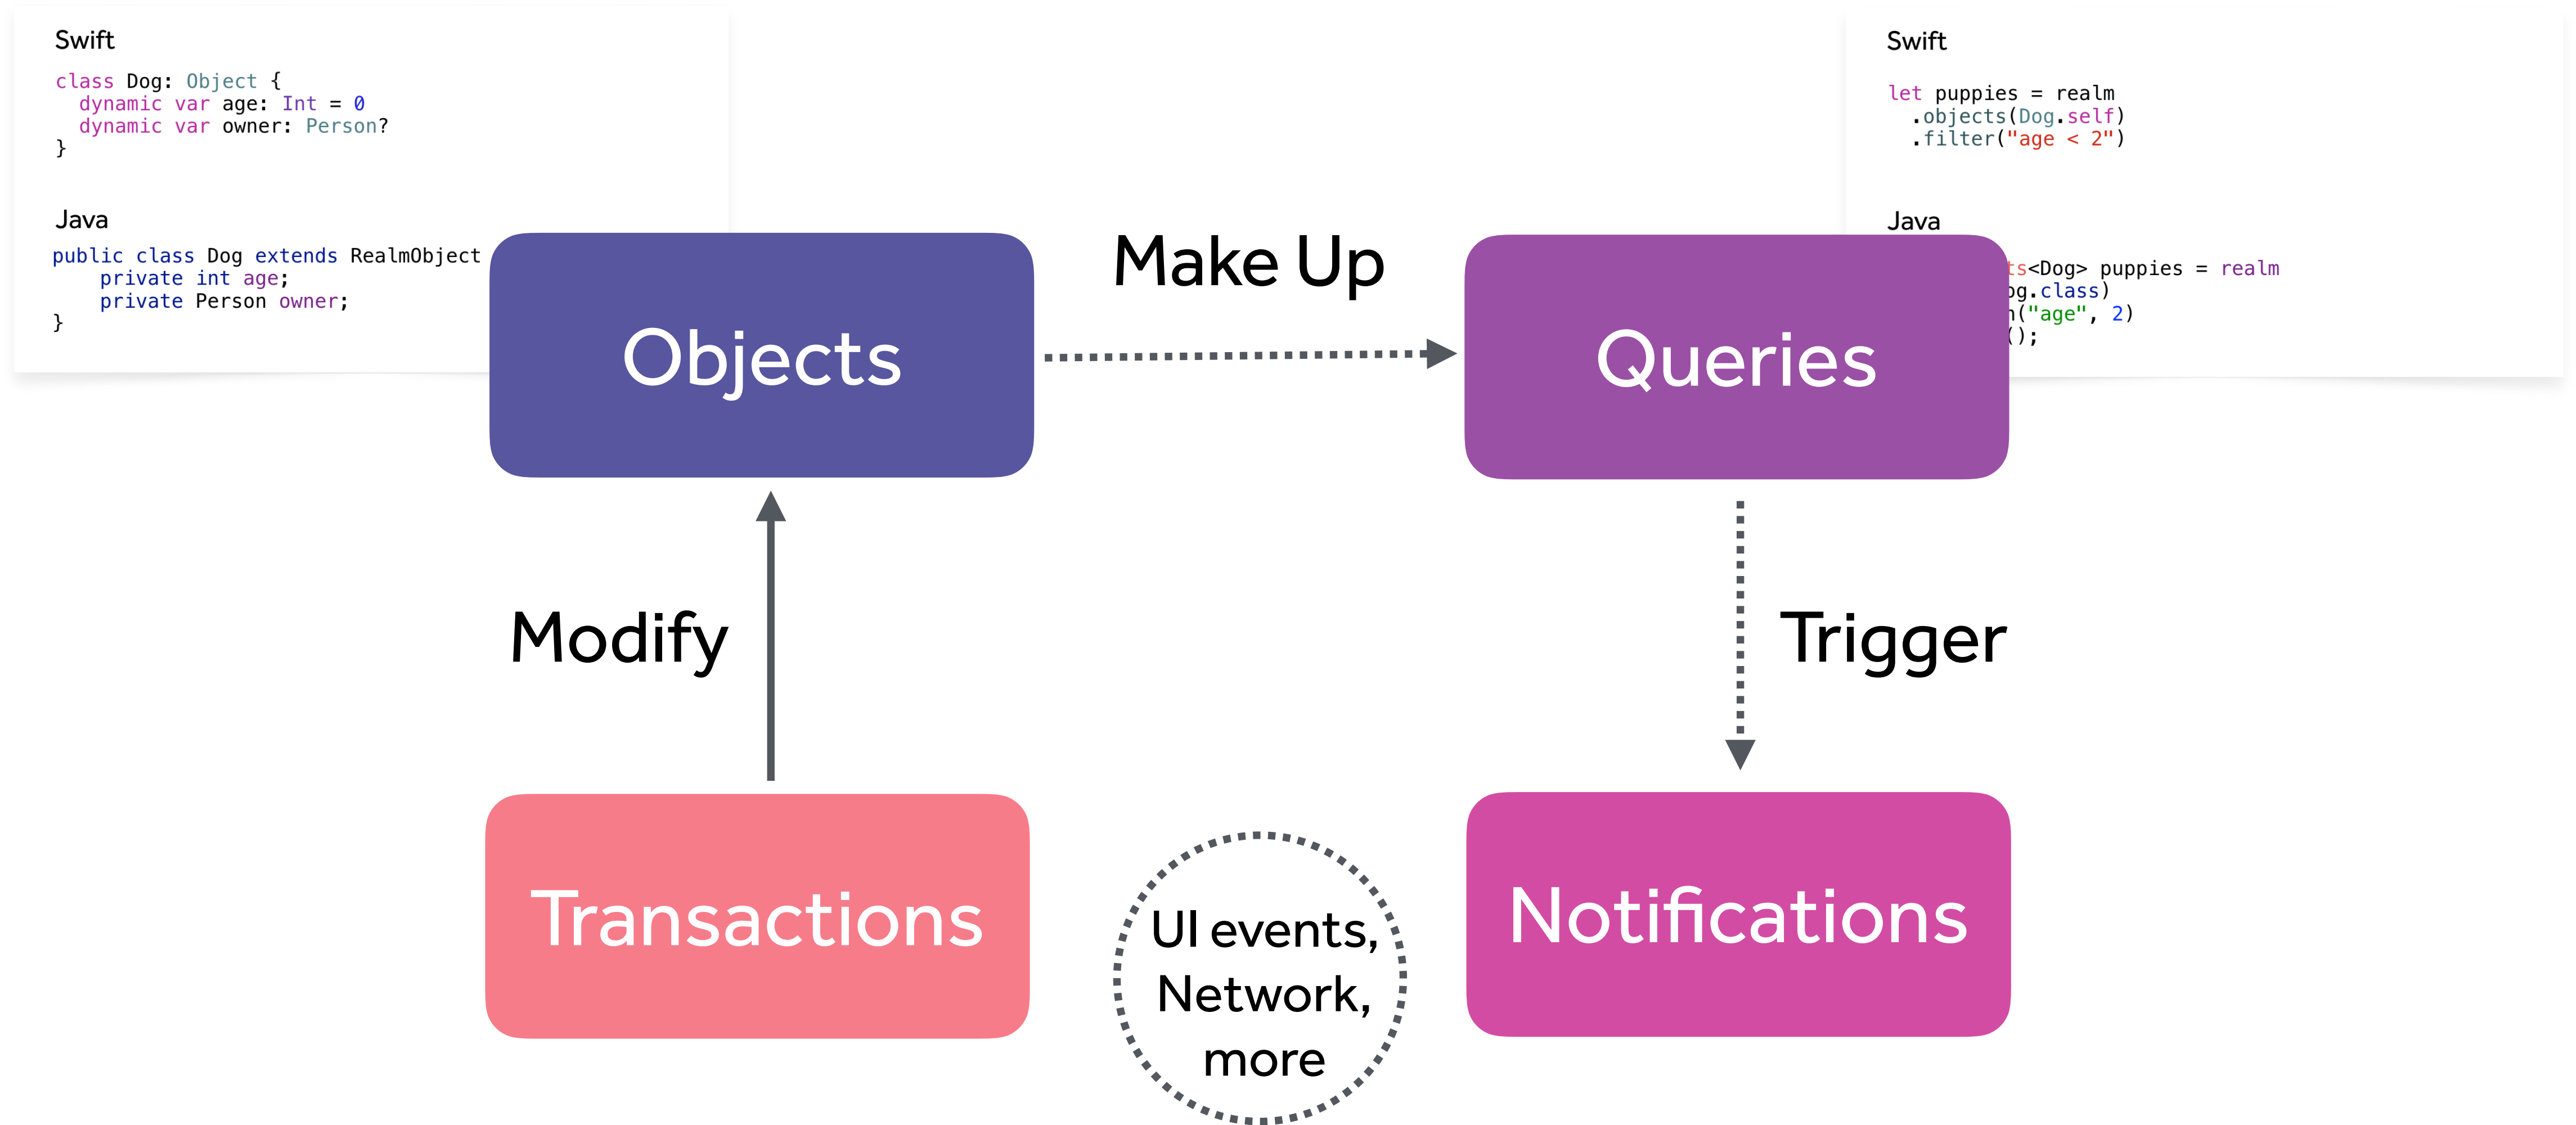 Swift
class Dog: Object {
  dynamic var age: Int = 0
  dynamic var owner: Person?
}
Java
public class Dog extends RealmObject
    private int age;
    private Person owner;
}
Objects
Make Up
Queries
Swift
let puppies = realm
  .objects(Dog.self)
  .filter("age < 2")
Java
ts<Dog> puppies = realm
og.class)
("age", 2)
();
Modify
Trigger
Transactions
UI events,
Network,
more
Notifications